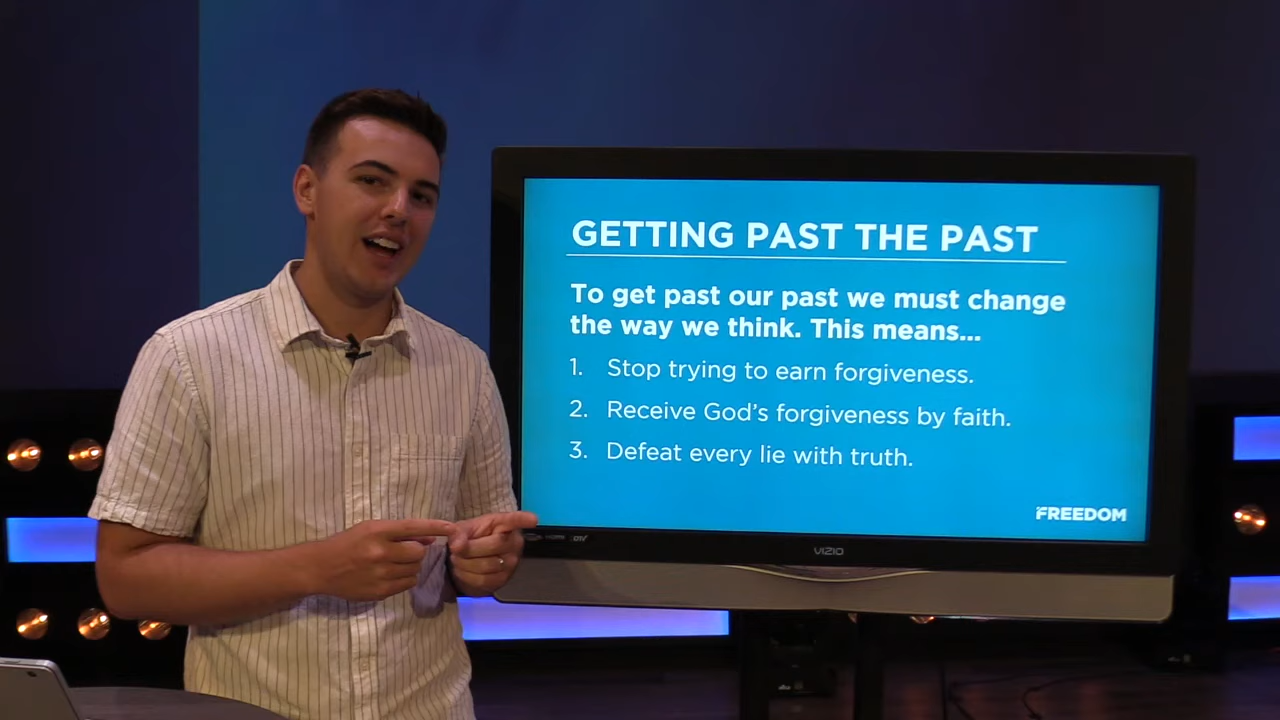 GETTING PAST THE PAST
To get past our past we must change
the way we think. This means...
1. Stop trying to earn forgiveness.
2. Receive God's forgiveness by faith.
3. Defeat every lie with truth.
FREEDOM
HDMI DTV
VIZIO